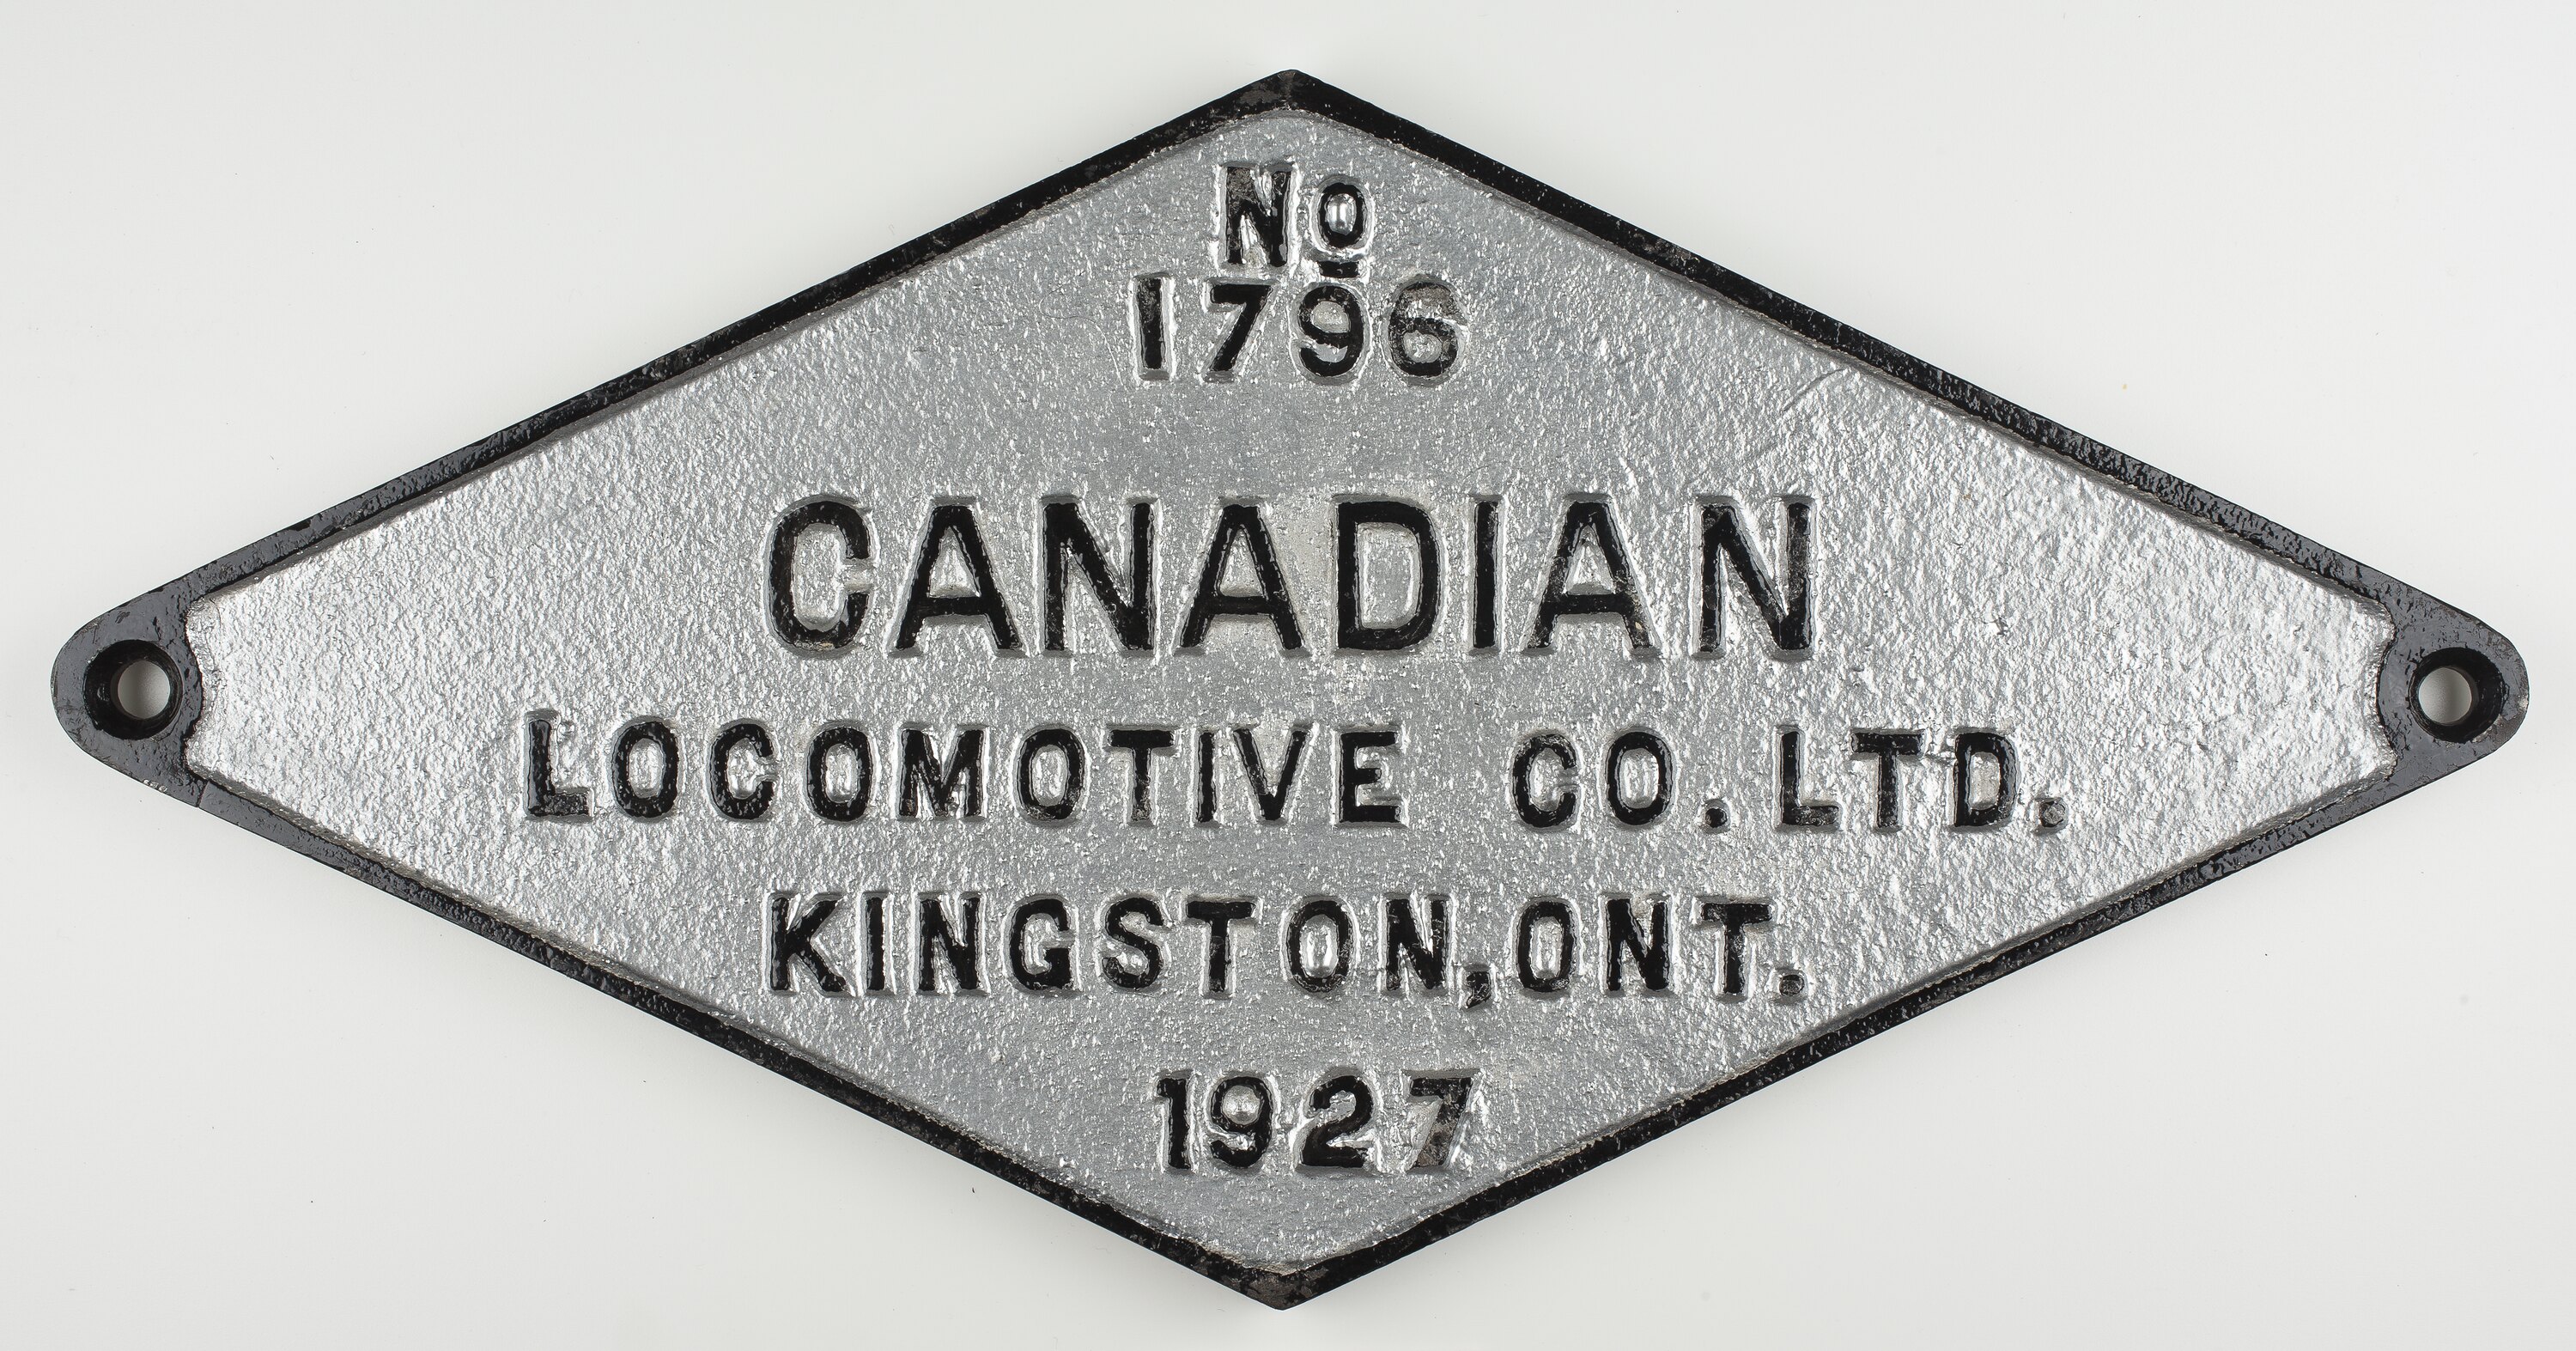 No
1796
CANADIAN
LOCOMOTIVE CO. LTD.
KINGSTON, ONT.
1927